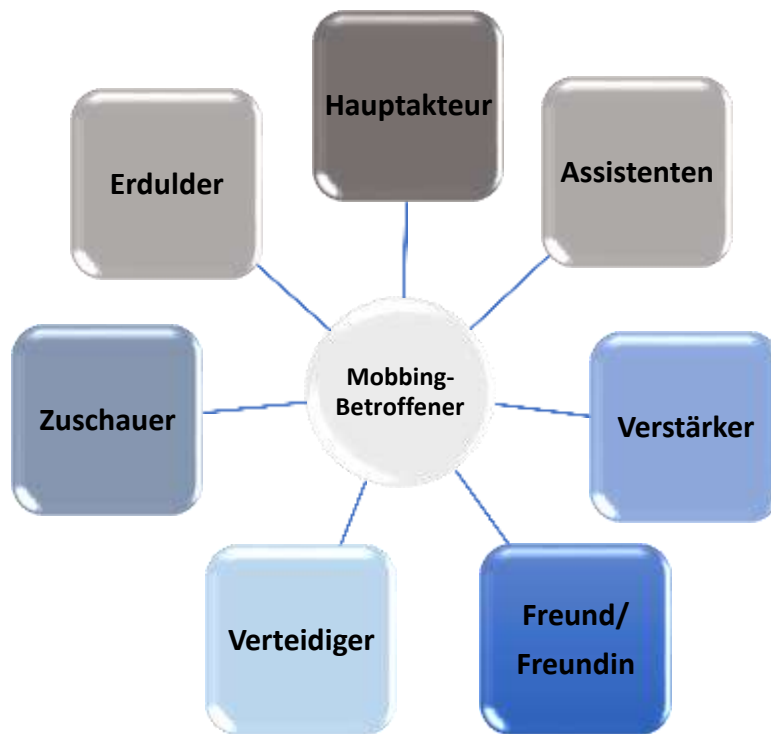 Hauptakteur
Assistenten
Erdulder
Mobbing-
Betroffener
Zuschauer
Verstärker
Verteidiger
Freund/
Freundin